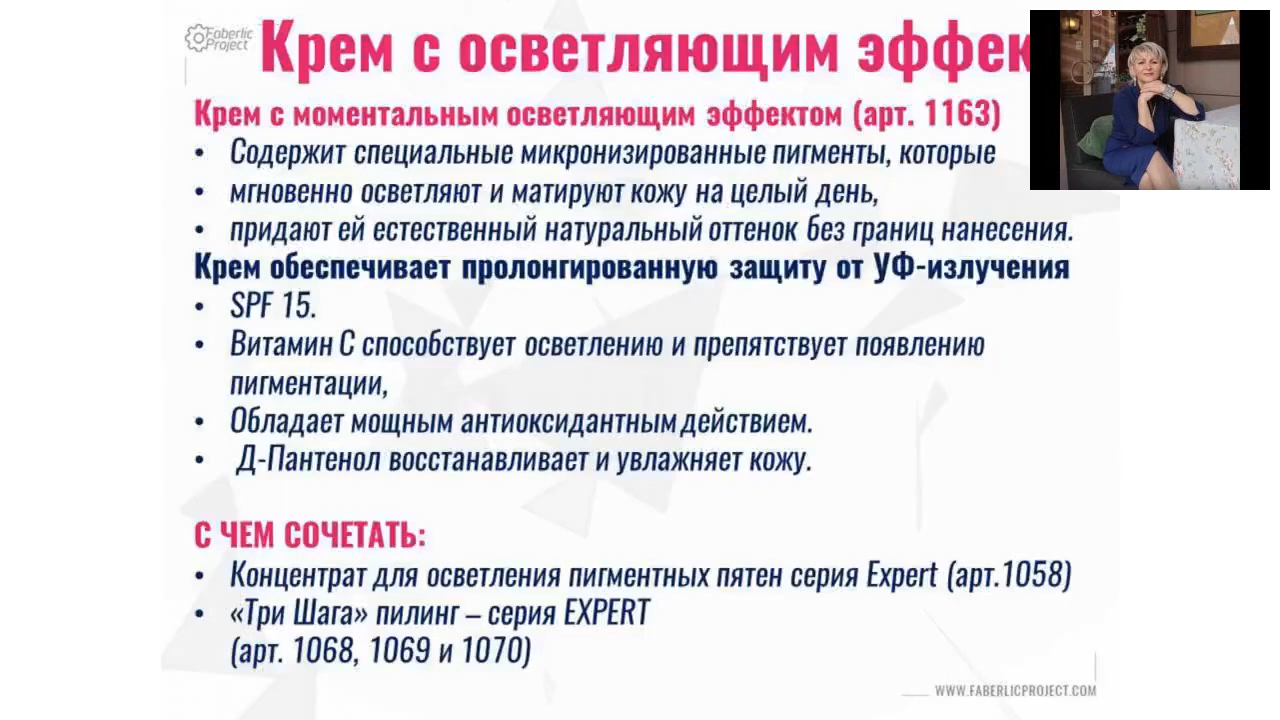 Faberlic
Project
Крем с осветляющим эффек
Крем с моментальным осветляющим эффектом (арт. 1163)
• Содержит специальные микронизированные пигменты, которые
• мгновенно осветляют и матируют кожу на целый день,
• придают ей естественный натуральный оттенок без границ нанесения.
Крем обеспечивает пролонгированную защиту от УФ-излучения
• SPF 15.
• Витамин С способствует осветлению и препятствует появлению
пигментации,
• Обладает мощным антиоксидантным действием.
• Д-Пантенол восстанавливает и увлажняет кожу.
С ЧЕМ СОЧЕТАТЬ:
• Концентрат для осветления пигментных пятен серия Expert (арт.1058)
• «Три Шага» пилинг – серия EXPERT
(арт. 1068, 1069 и 1070)
WWW.FABERLICPROJECT.COM